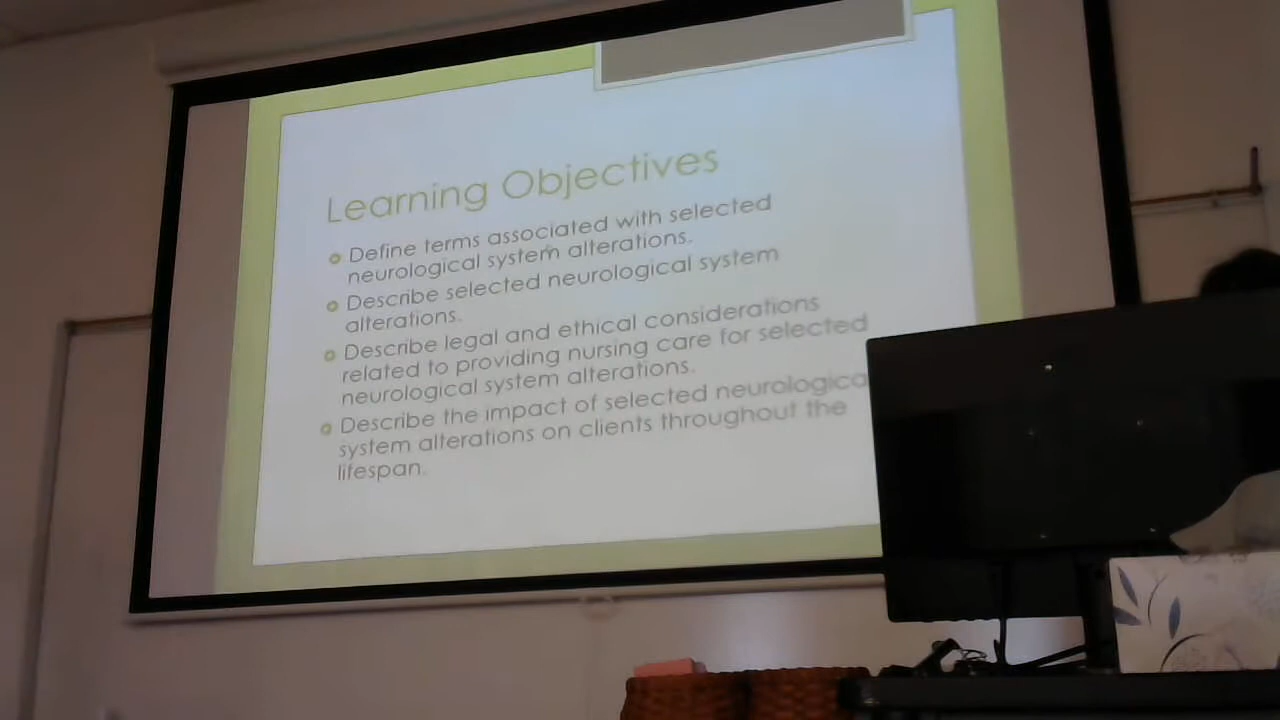 Learning Objectives
Define terms associated with selected
neurological system alterations.
Describe selected neurological system
alterations.
Describe legal and ethical considerations
related to providing nursing care for selected
neurological system alterations.
Describe the impact of selected neurologica
system alterations on clients throughout the
lifespan.